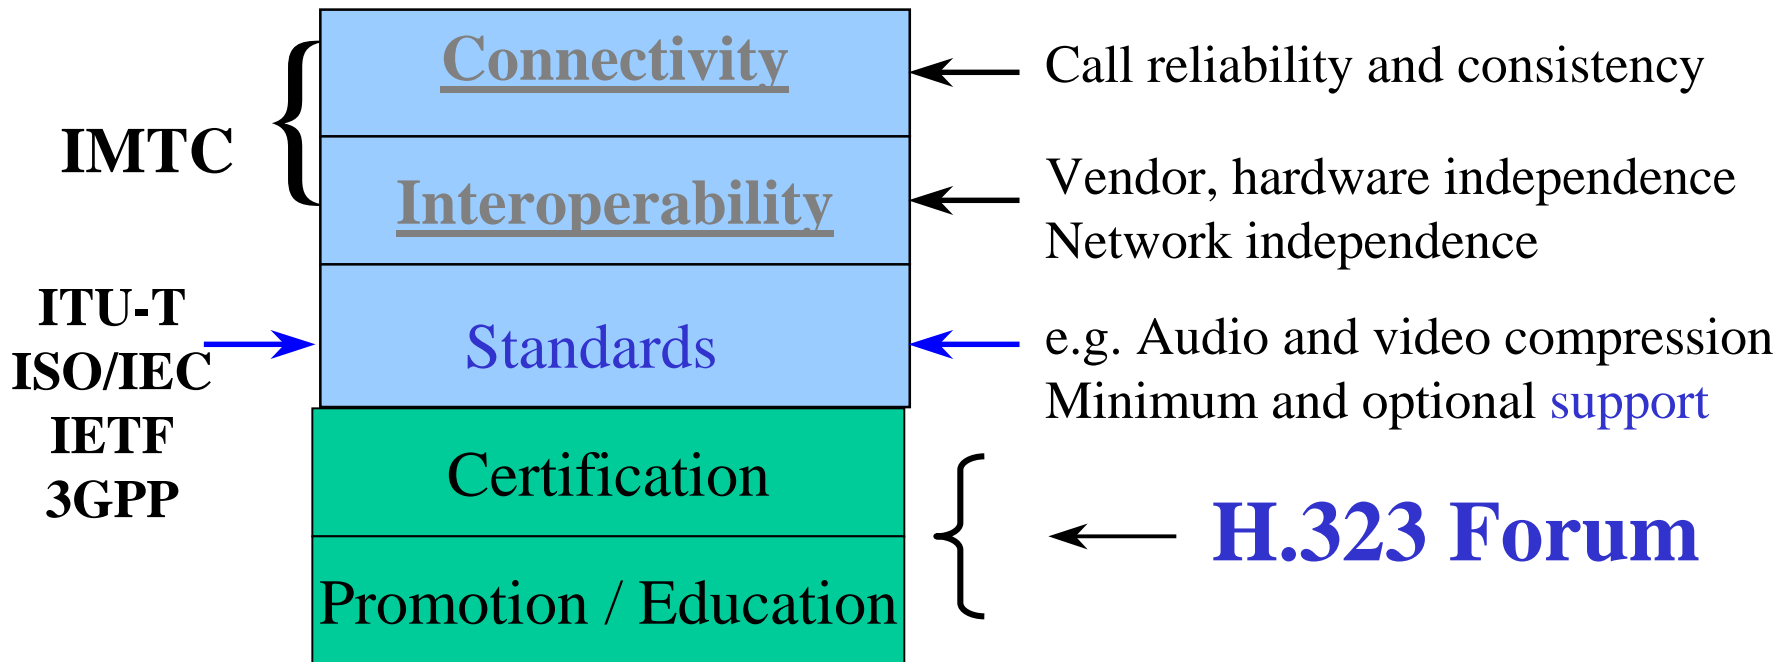 Connectivity
Call reliability and consistency
IMTC
Interoperability
Vendor, hardware independence
Network independence
ITU-T
ISO/IEC
IETF
3GPP
Standards
e.g. Audio and video compression
Minimum and optional support
Certification
H.323 Forum
Promotion / Education